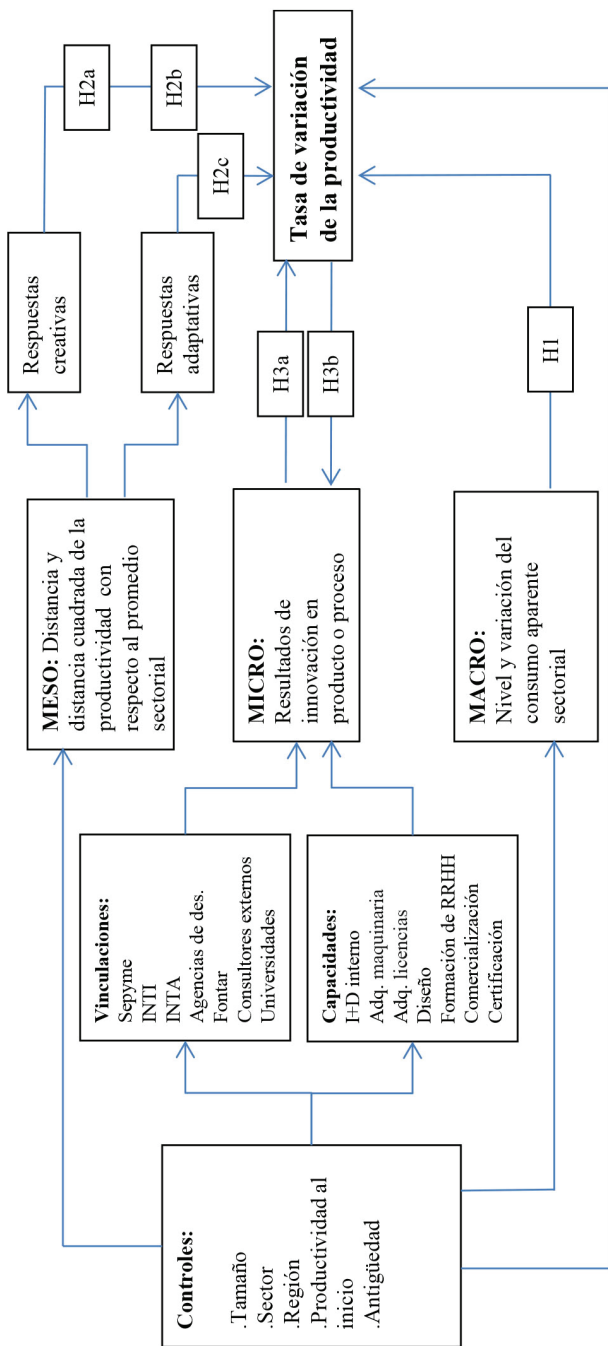 Controles:
.Tamaño
.Sector
.Región
.Productividad al
inicio
.Antigüedad
Vinculaciones:
Sepyme
INTI
INTA
Agencias de des.
Fontar
Consultores externos
Universidades
Capacidades:
I+D interno
Adq. maquinaria
Adq. licencias
Diseño
Formación de RRHH
Comercialización
Certificación
MESO: Distancia y
distancia cuadrada de la
productividad con
respecto al promedio
sectorial
MICRO:
Resultados de
innovación en
producto o proceso
MACRO:
Nivel y variación del
consumo aparente
sectorial
Respuestas
creativas
Respuestas
adaptativas
H2a
H2b
H2c
H3a
H3b
H1
Tasa de variación
de la productividad